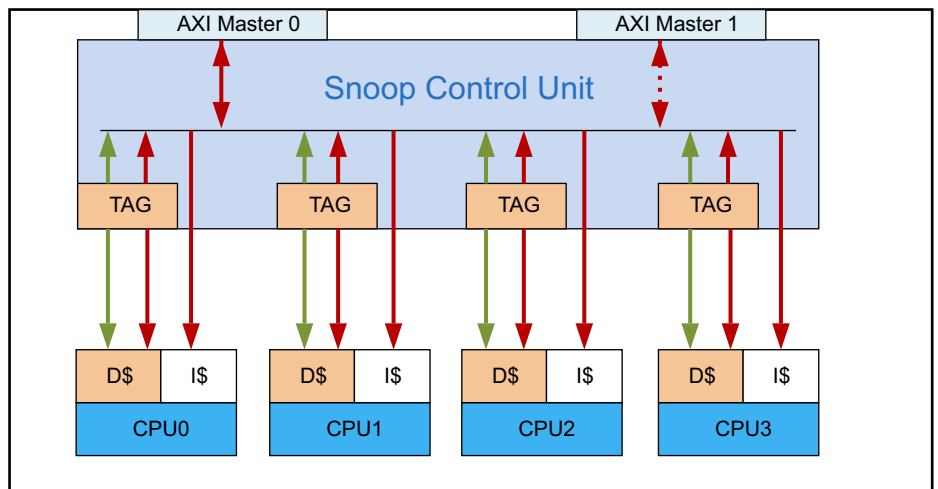 AXI Master 0 AXI Master 1
Snoop Control Unit
TAG TAG TAG TAG
D$ I$ D$ I$ D$ I$ D$ I$
CPU0 CPU1 CPU2 CPU3